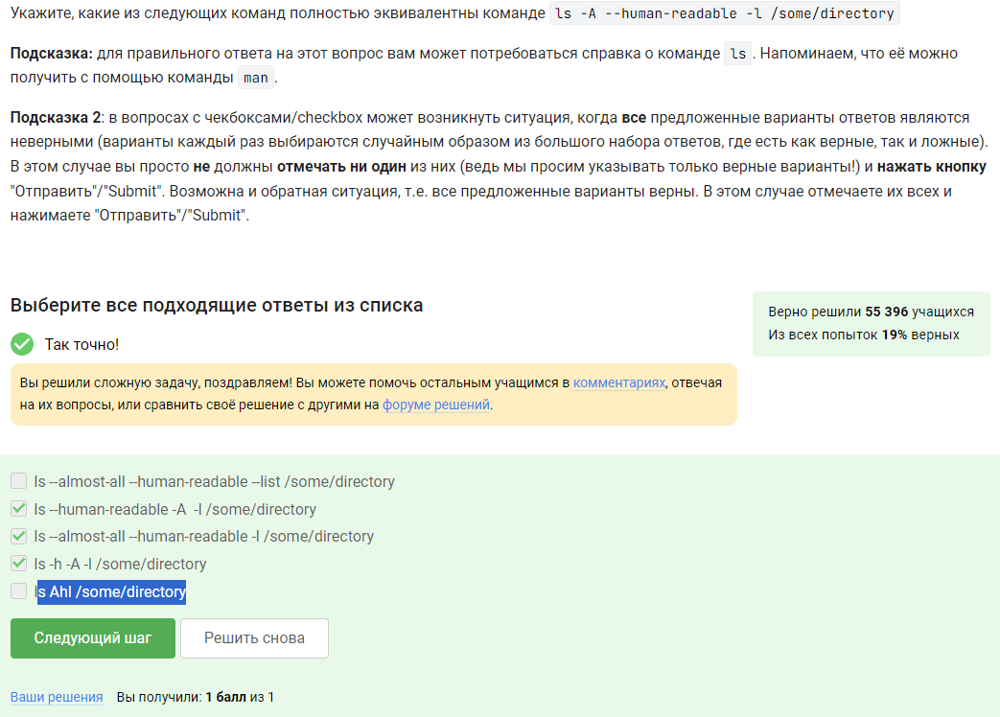 Укажите, какие из следующих команд полностью эквивалентны команде ls -A --human-readable -l /some/directory
Подсказка: для правильного ответа на этот вопрос вам может потребоваться справка о команде ls . Напоминаем, что её можно
получить с помощью команды man .
Подсказка 2: в вопросах с чекбоксами/checkbox может возникнуть ситуация, когда все предложенные варианты ответов являются
неверными (варианты каждый раз выбираются случайным образом из большого набора ответов, где есть как верные, так и ложные).
В этом случае вы просто не должны отмечать ни один из них (ведь мы просим указывать только верные варианты!) и нажать кнопку
"Отправить"/"Submit". Возможна и обратная ситуация, т.е. все предложенные варианты верны. В этом случае отмечаете их всех и
нажимаете "Отправить"/"Submit".
Выберите все подходящие ответы из списка
Верно решили 55 396 учащихся
Из всех попыток 19% верных
Так точно!
Вы решили сложную задачу, поздравляем! Вы можете помочь остальным учащимся в комментариях, отвечая
на их вопросы, или сравнить своё решение с другими на форуме решений.
ls --almost-all --human-readable --list /some/directory
ls --human-readable -A  -l /some/directory
ls --almost-all --human-readable -l /some/directory
ls -h -A -l /some/directory
ls Ahl /some/directory
Следующий шаг
Решить снова
Ваши решения Вы получили: 1 балл из 1